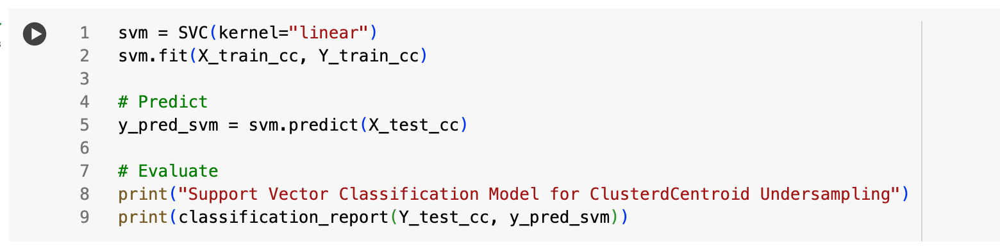 1 svm = SVC(kernel="linear")
2 svm.fit(X_train_cc, Y_train_cc)
3
4 # Predict
5 y_pred_svm = svm.predict(X_test_cc)
6
7 # Evaluate
8 print("Support Vector Classification Model for ClusterdCentroid Undersampling")
9 print(classification_report(Y_test_cc, y_pred_svm))